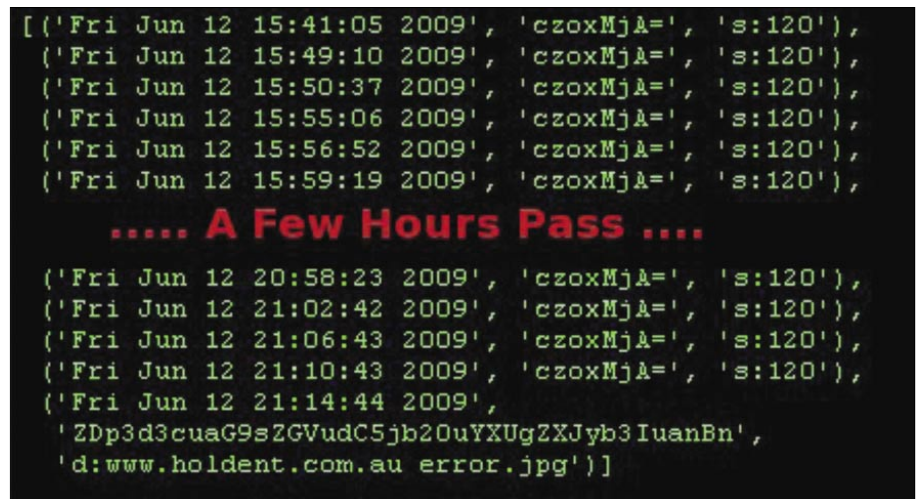 [('Fri Jun 12 15:41:05 2009', 'czoxMjA=', 's:120'),
('Fri Jun 12 15:49:10 2009', 'czoxMjA=', 's:120'),
('Fri Jun 12 15:50:37 2009', 'czoxMjA=', 's:120'),
('Fri Jun 12 15:55:06 2009', 'czoxMjA=', 's:120'),
('Fri Jun 12 15:56:52 2009', 'czoxMjA=', 's:120'),
('Fri Jun 12 15:59:19 2009', 'czoxMjA=', 's:120'),
..... A Few Hours Pass ....
('Fri Jun 12 20:58:23 2009', 'czoxMjA=', 's:120'),
('Fri Jun 12 21:02:42 2009', 'czoxMjA=', 's:120'),
('Fri Jun 12 21:06:43 2009', 'czoxMjA=', 's:120'),
('Fri Jun 12 21:10:43 2009', 'czoxMjA=', 's:120'),
('Fri Jun 12 21:14:44 2009',
'ZDp3d3cuaG9sZGVudC5jb20uYXUgZXJyb3IuanBn',
'd:www.holdent.com.au error.jpg')]